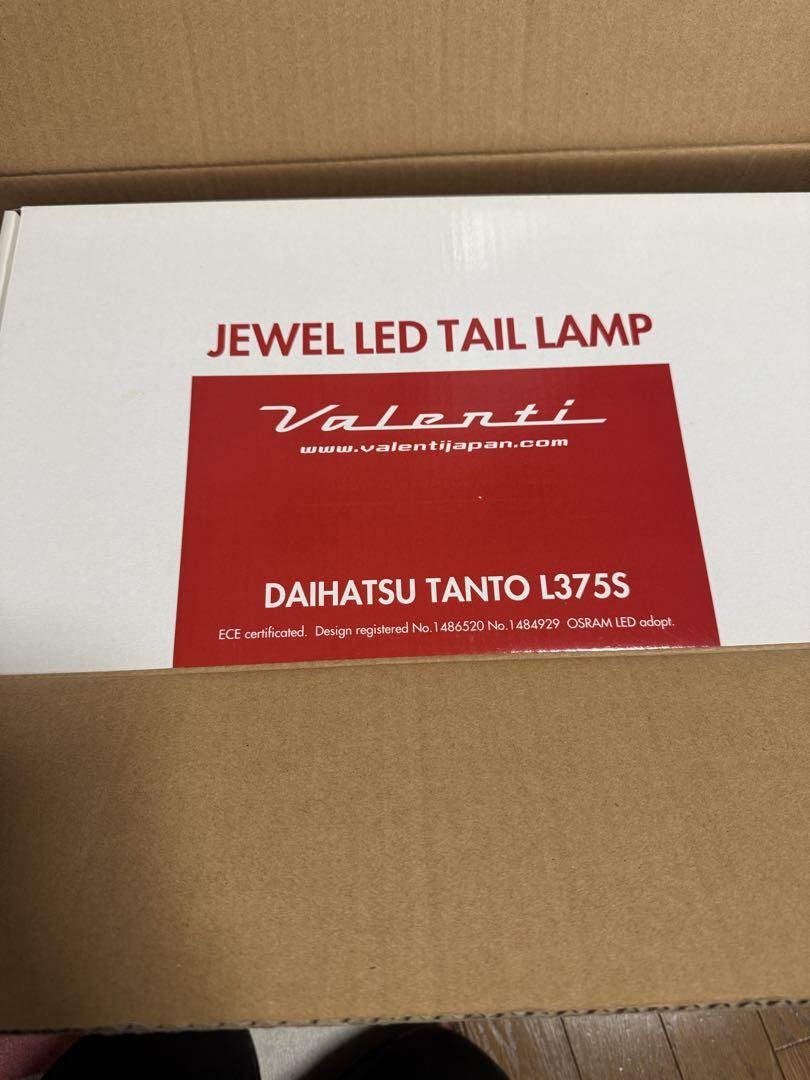 JEWEL LED TAIL LAMP
Valenti
www.valentijapan.com
DAIHATSU TANTO L375S
ECE certificated. Design registered No.1486520 No.1484929 OSRAM LED adopt.